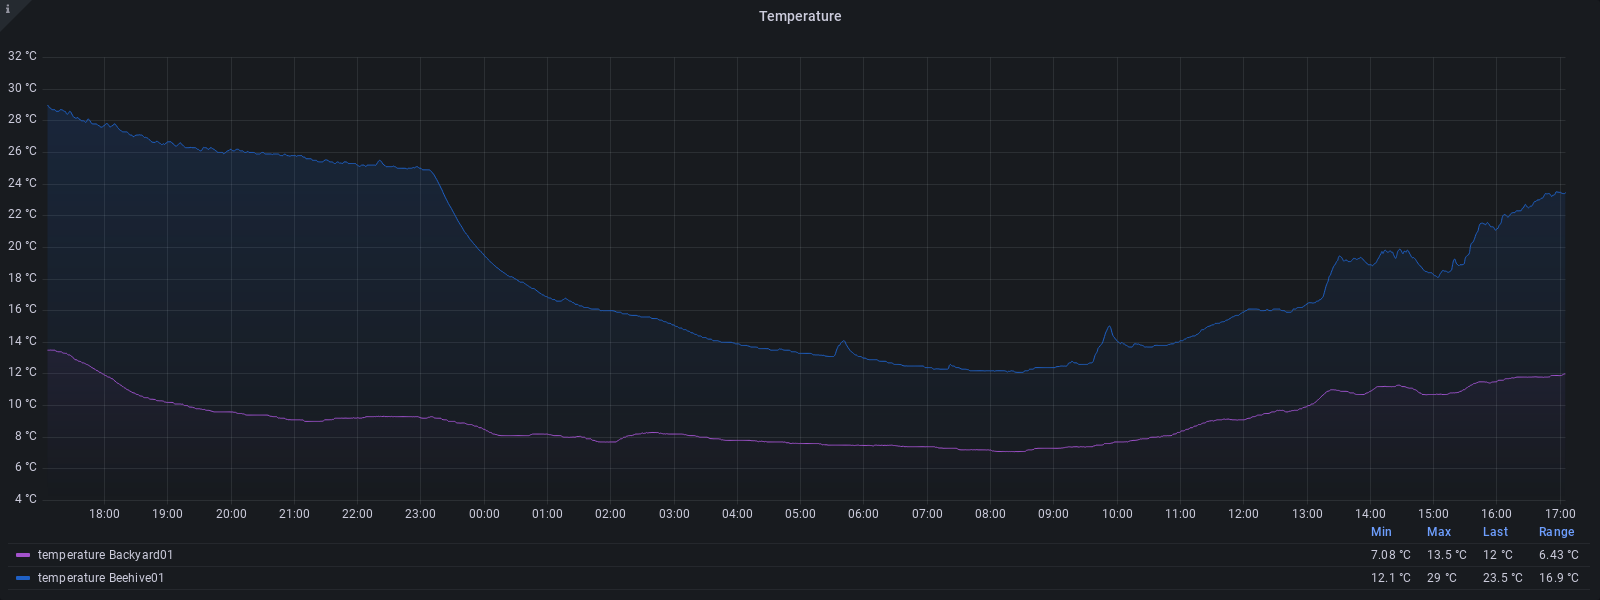 i
Temperature
32 °C
30 °C
28 °C
26 °C
24 °C
22 °C
20 °C
18 °C
16 °C
14 °C
12 °C
10 °C
8 °C
6 °C
4 °C
18:00 19:00 20:00 21:00 22:00 23:00 00:00 01:00 02:00 03:00 04:00 05:00 06:00 07:00 08:00 09:00 10:00 11:00 12:00 13:00 14:00 15:00 16:00 17:00
Min Max Last Range
temperature Backyard01 7.08 °C 13.5 °C 12 °C 6.43 °C
temperature Beehive01 12.1 °C 29 °C 23.5 °C 16.9 °C